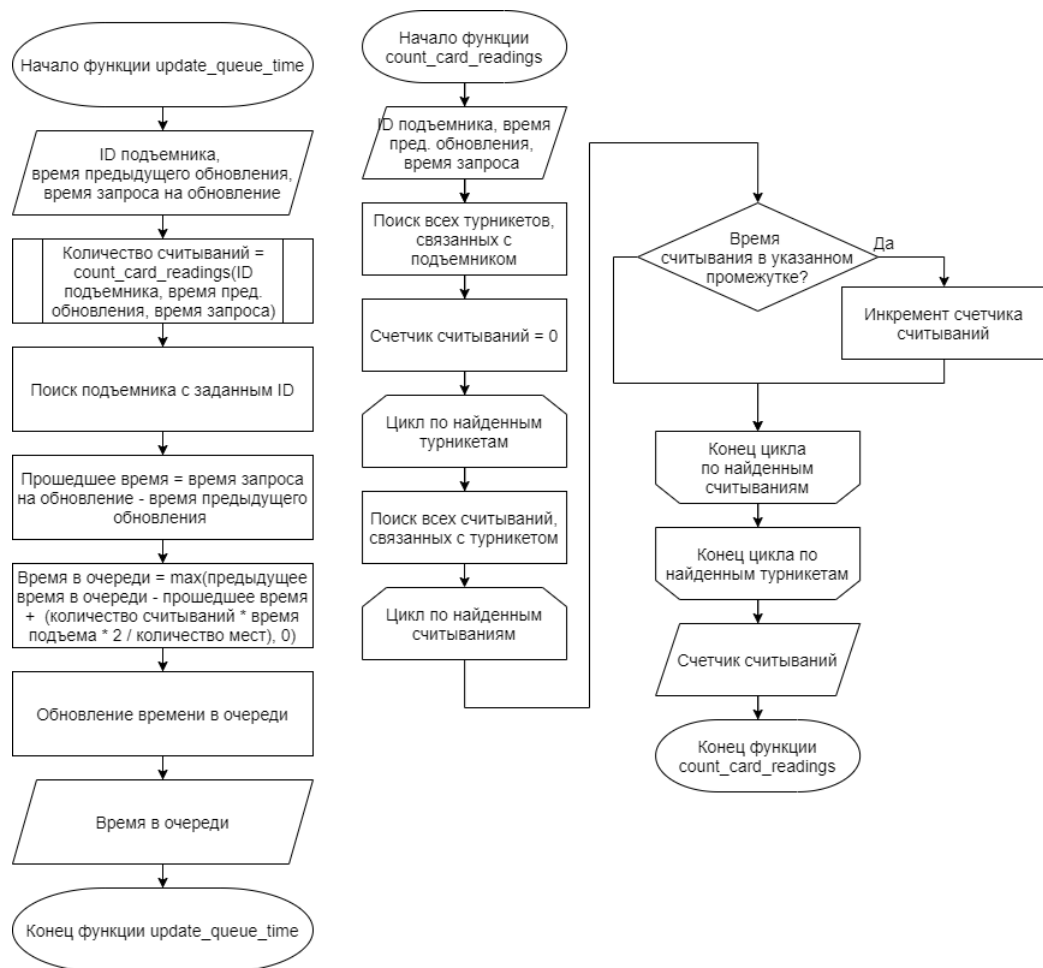 Начало функции update_queue_time
ID подъемника,
время предыдущего обновления,
время запроса на обновление
Количество считываний =
count_card_readings(ID
подъемника, время пред.
обновления, время запроса)
Поиск подъемника с заданным ID
Прошедшее время = время запроса
на обновление - время предыдущего
обновления
Время в очереди = max(предыдущее
время в очереди - прошедшее время
+ (количество считываний * время
подъема * 2 / количество мест), 0)
Обновление времени в очереди
Время в очереди
Конец функции update_queue_time
Начало функции
count_card_readings
ID подъемника, время
пред. обновления,
время запроса
Поиск всех турникетов,
связанных с
подъемником
Счетчик считываний = 0
Цикл по найденным
турникетам
Поиск всех считываний,
связанных с турникетом
Цикл по найденным
считываниям
Время
считывания в указанном
промежутке?
Да
Инкремент счетчика
считываний
Конец цикла
по найденным
считываниям
Конец цикла по
найденным турникетам
Счетчик считываний
Конец функции
count_card_readings